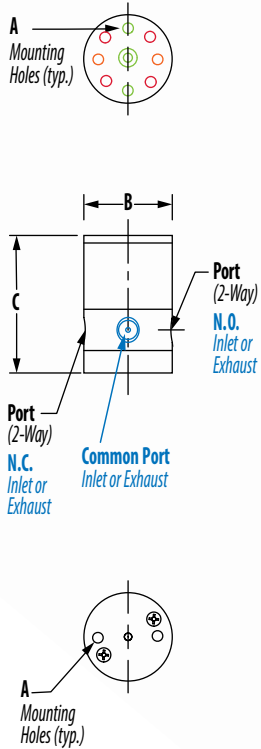 A
Mounting
Holes (typ.)
B
C
Port
(2-Way)
N.O.
Inlet or
Exhaust
Port
(2-Way)
N.C.
Inlet or
Exhaust
Common Port
Inlet or Exhaust
A
Mounting
Holes (typ.)